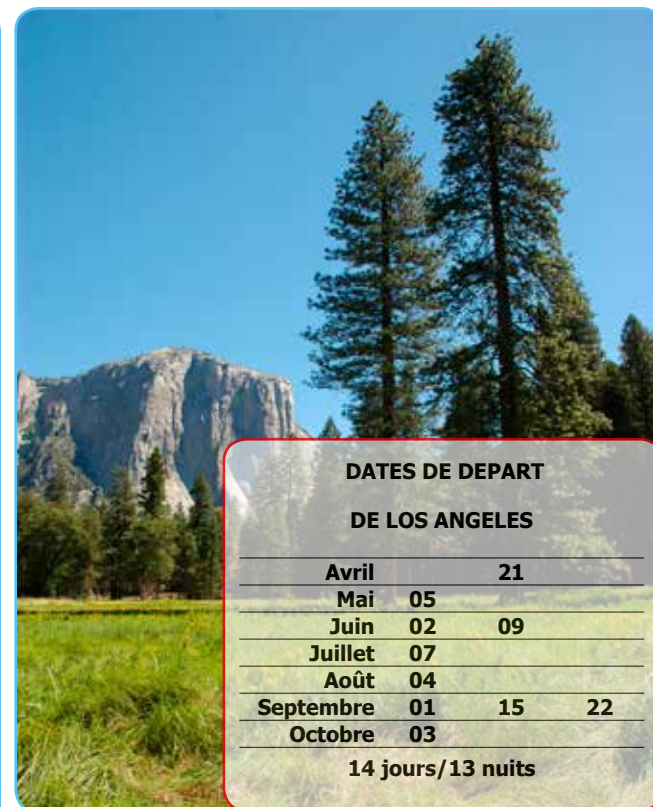 DATES DE DEPART
DE LOS ANGELES
Avril 21
Mai 05
Juin 02 09
Juillet 07
Août 04
Septembre 01 15 22
Octobre 03
14 jours/13 nuits